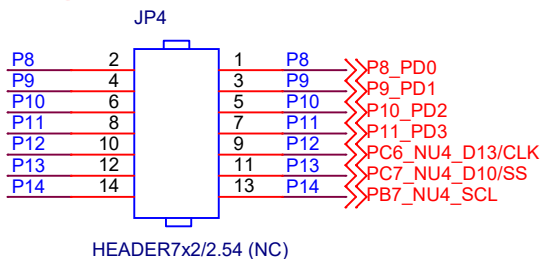 JP4
P8 2 1 P8 P8_PD0
P9 4 3 P9 P9_PD1
P10 6 5 P10 P10_PD2
P11 8 7 P11 P11_PD3
P12 10 9 P12 PC6_NU4_D13/CLK
P13 12 11 P13 PC7_NU4_D10/SS
P14 14 13 P14 PB7_NU4_SCL
HEADER7x2/2.54 (NC)